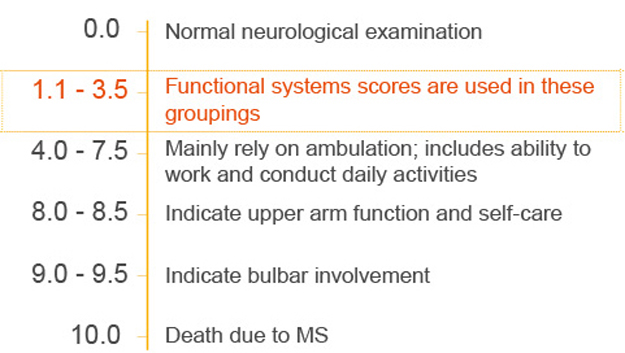 0.0 Normal neurological examination
1.1 - 3.5 Functional systems scores are used in these
groupings
4.0 - 7.5 Mainly rely on ambulation; includes ability to
work and conduct daily activities
8.0 - 8.5 Indicate upper arm function and self-care
9.0 - 9.5 Indicate bulbar involvement
10.0 Death due to MS